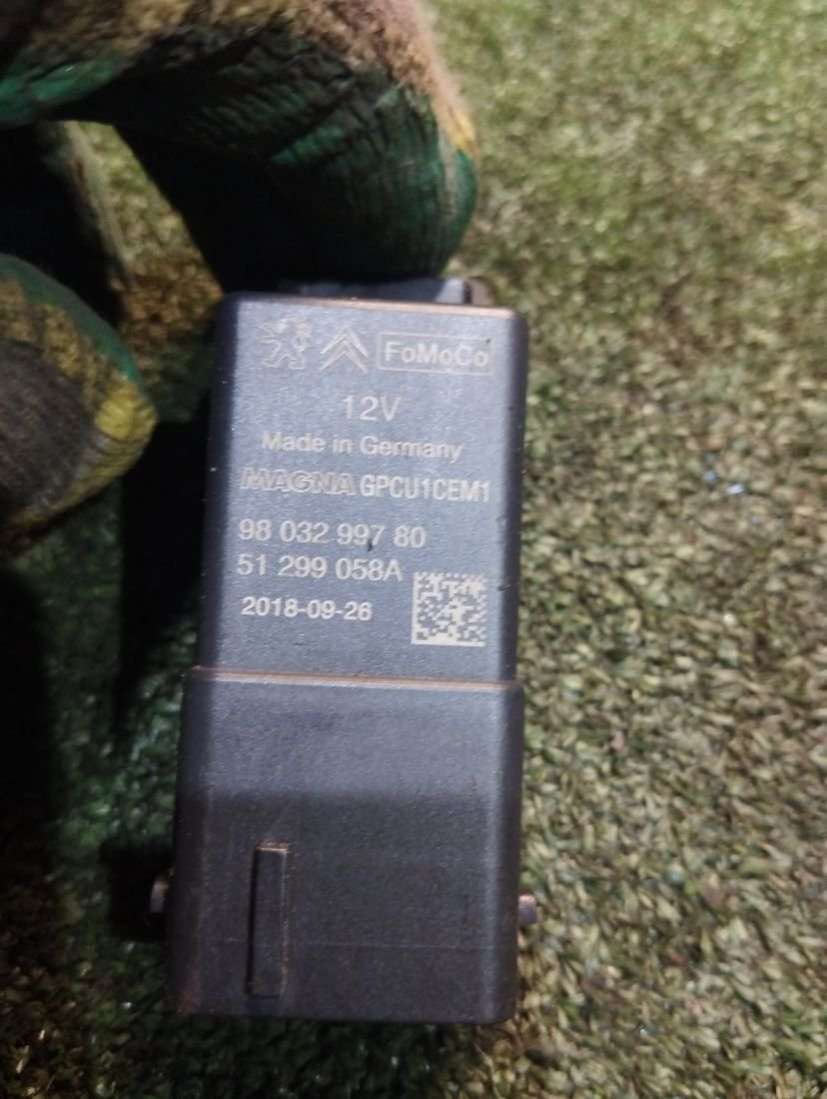 FoMoCo
12V
Made in Germany
MAGNA GPCU1CEM1
98 032 997 80
51 299 058A
2018-09-26